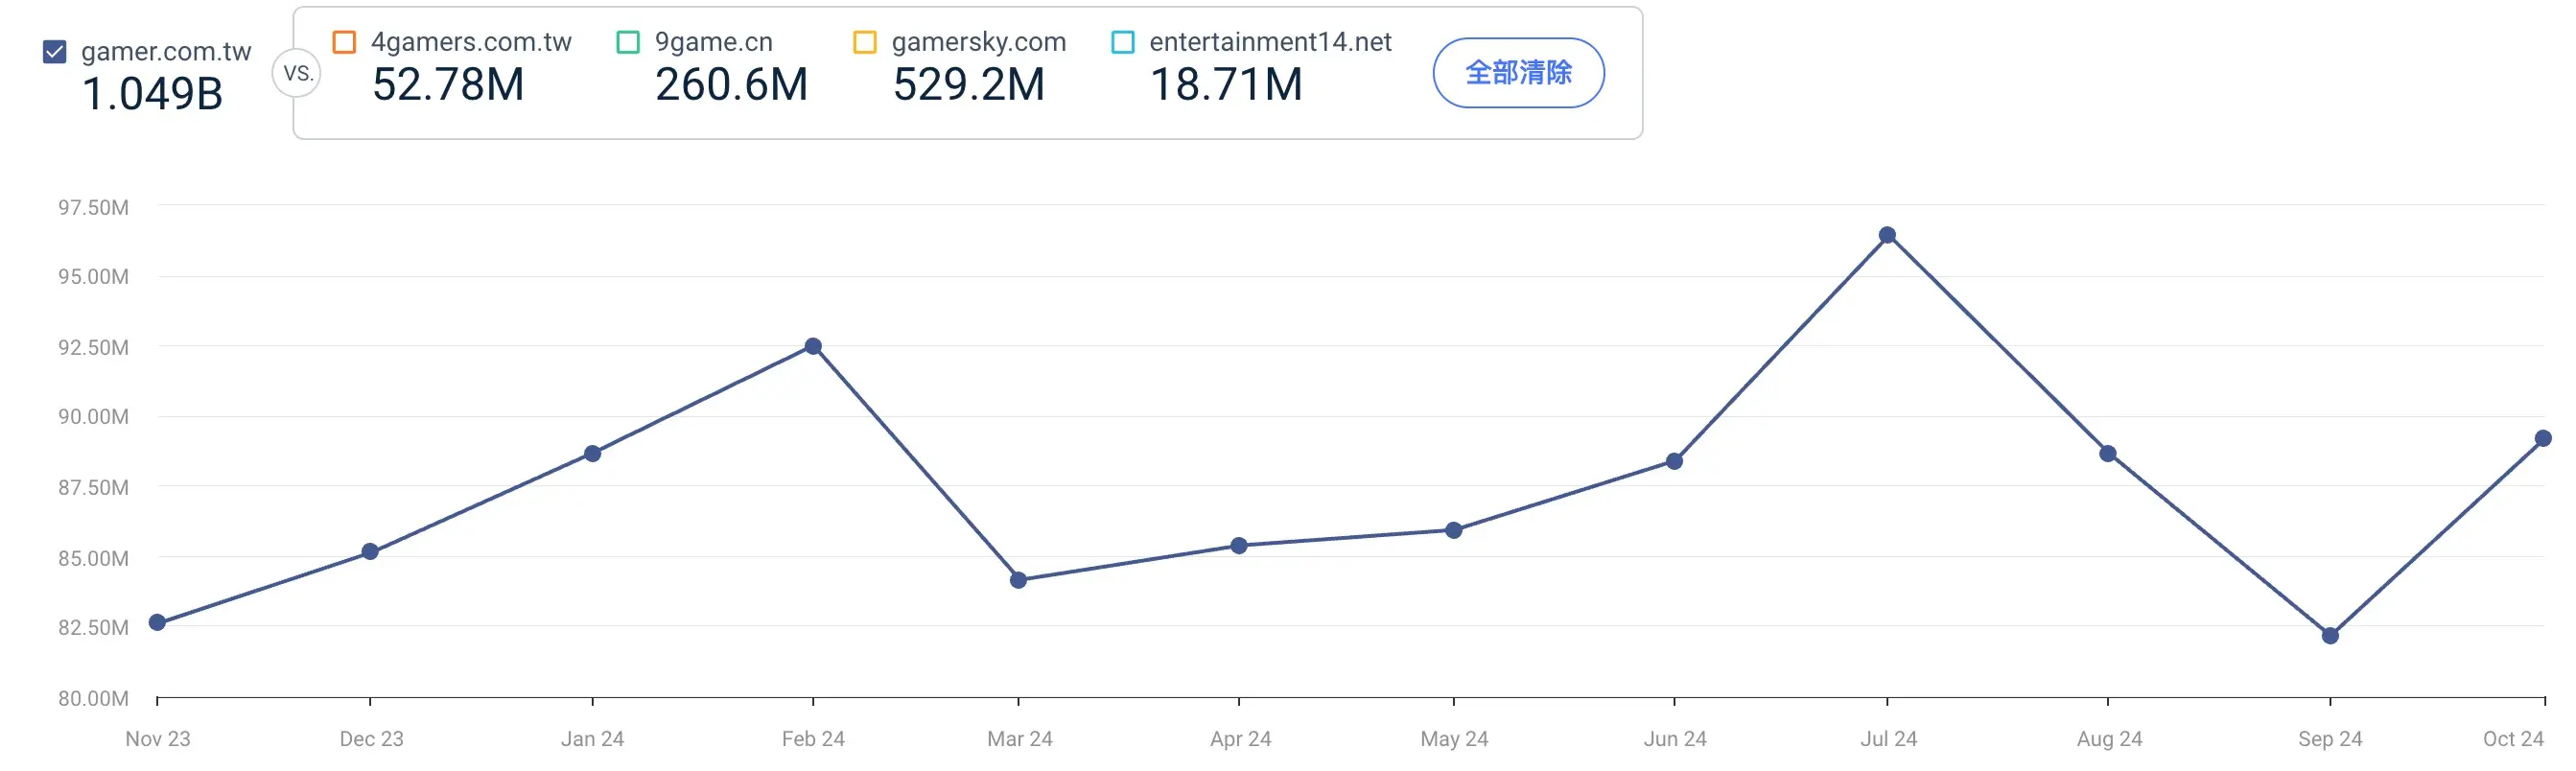 gamer.com.tw
1.049B
VS.
4gamers.com.tw
52.78M
9game.cn
260.6M
gamersky.com
529.2M
entertainment14.net
18.71M
全部清除
97.50M
95.00M
92.50M
90.00M
87.50M
85.00M
82.50M
80.00M
Nov 23
Dec 23
Jan 24
Feb 24
Mar 24
Apr 24
May 24
Jun 24
Jul 24
Aug 24
Sep 24
Oct 24